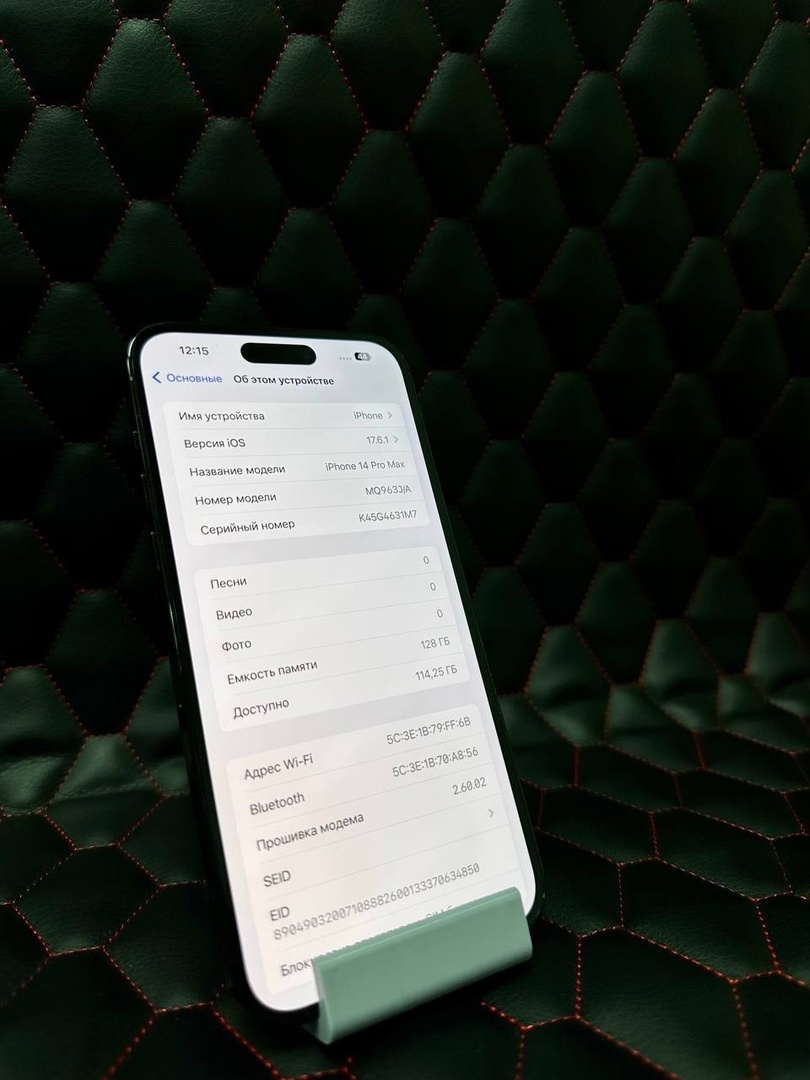 12:15
Основные Об этом устройстве
Имя устройства iPhone
Версия iOS 17.6.1
Название модели iPhone 14 Pro Max
Номер модели MQ963J/A
Серийный номер K45G4631M7
Песни 0
Видео 0
Фото 0
Емкость памяти 128 ГБ
Доступно 114,25 ГБ
Адрес Wi-Fi 5C:3E:1B:79:FF:6B
Bluetooth 5C:3E:1B:70:A8:56
Прошивка модема 2.60.02
SEID
EID
89049032007108882600133370634850